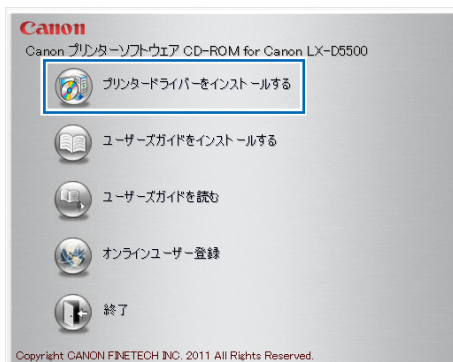 Canon
Canon プリンターソフトウェア CD-ROM for Canon LX-D5500
プリンタードライバーをインストールする
ユーザーズガイドをインストールする
ユーザーズガイドを読む
オンラインユーザー登録
終了
Copyright CANON FINETECH INC. 2011 All Rights Reserved.